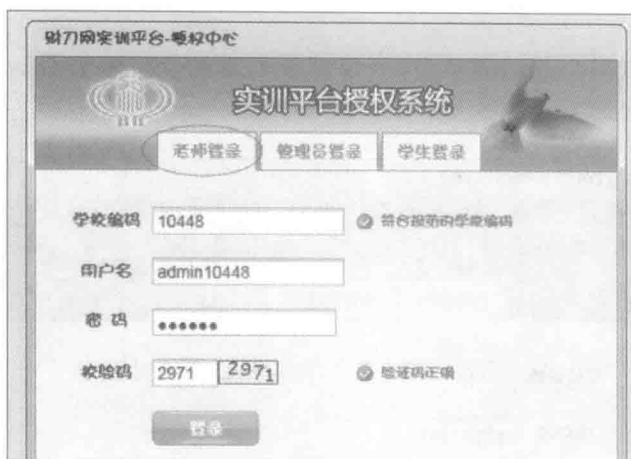 财刀网实训平台-授权中心
实训平台授权系统
老师登录 管理员登录 学生登录
学校编码 10448 符合规范的学校编码
用户名 admin10448
密 码 ●●●●●●
校验码 2971 2971 验证码正确
登录